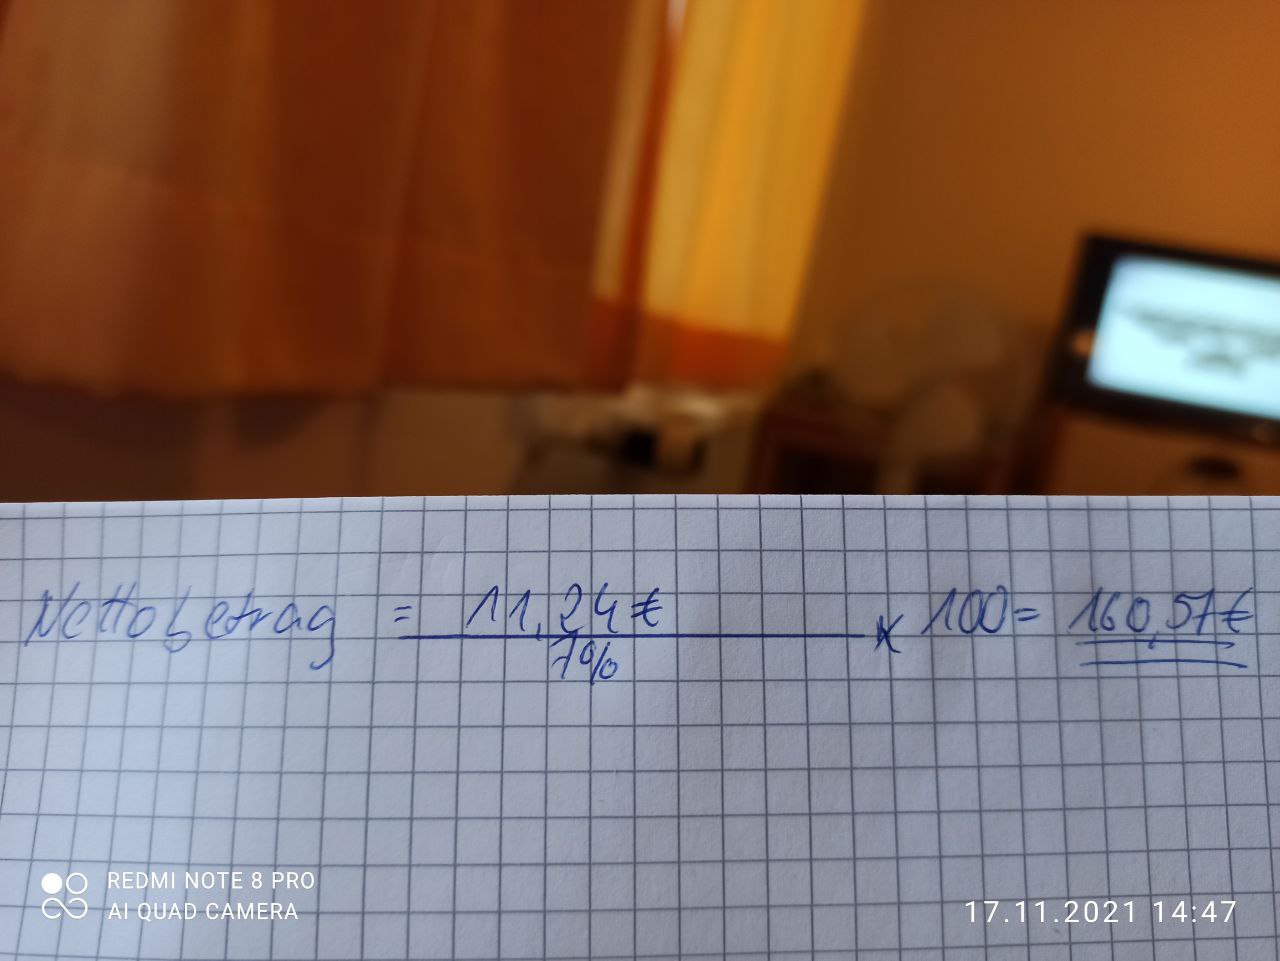 Nettobetrag = 11,24€ / 7% * 100 = 160,57€
REDMI NOTE 8 PRO
AI QUAD CAMERA
17.11.2021 14:47